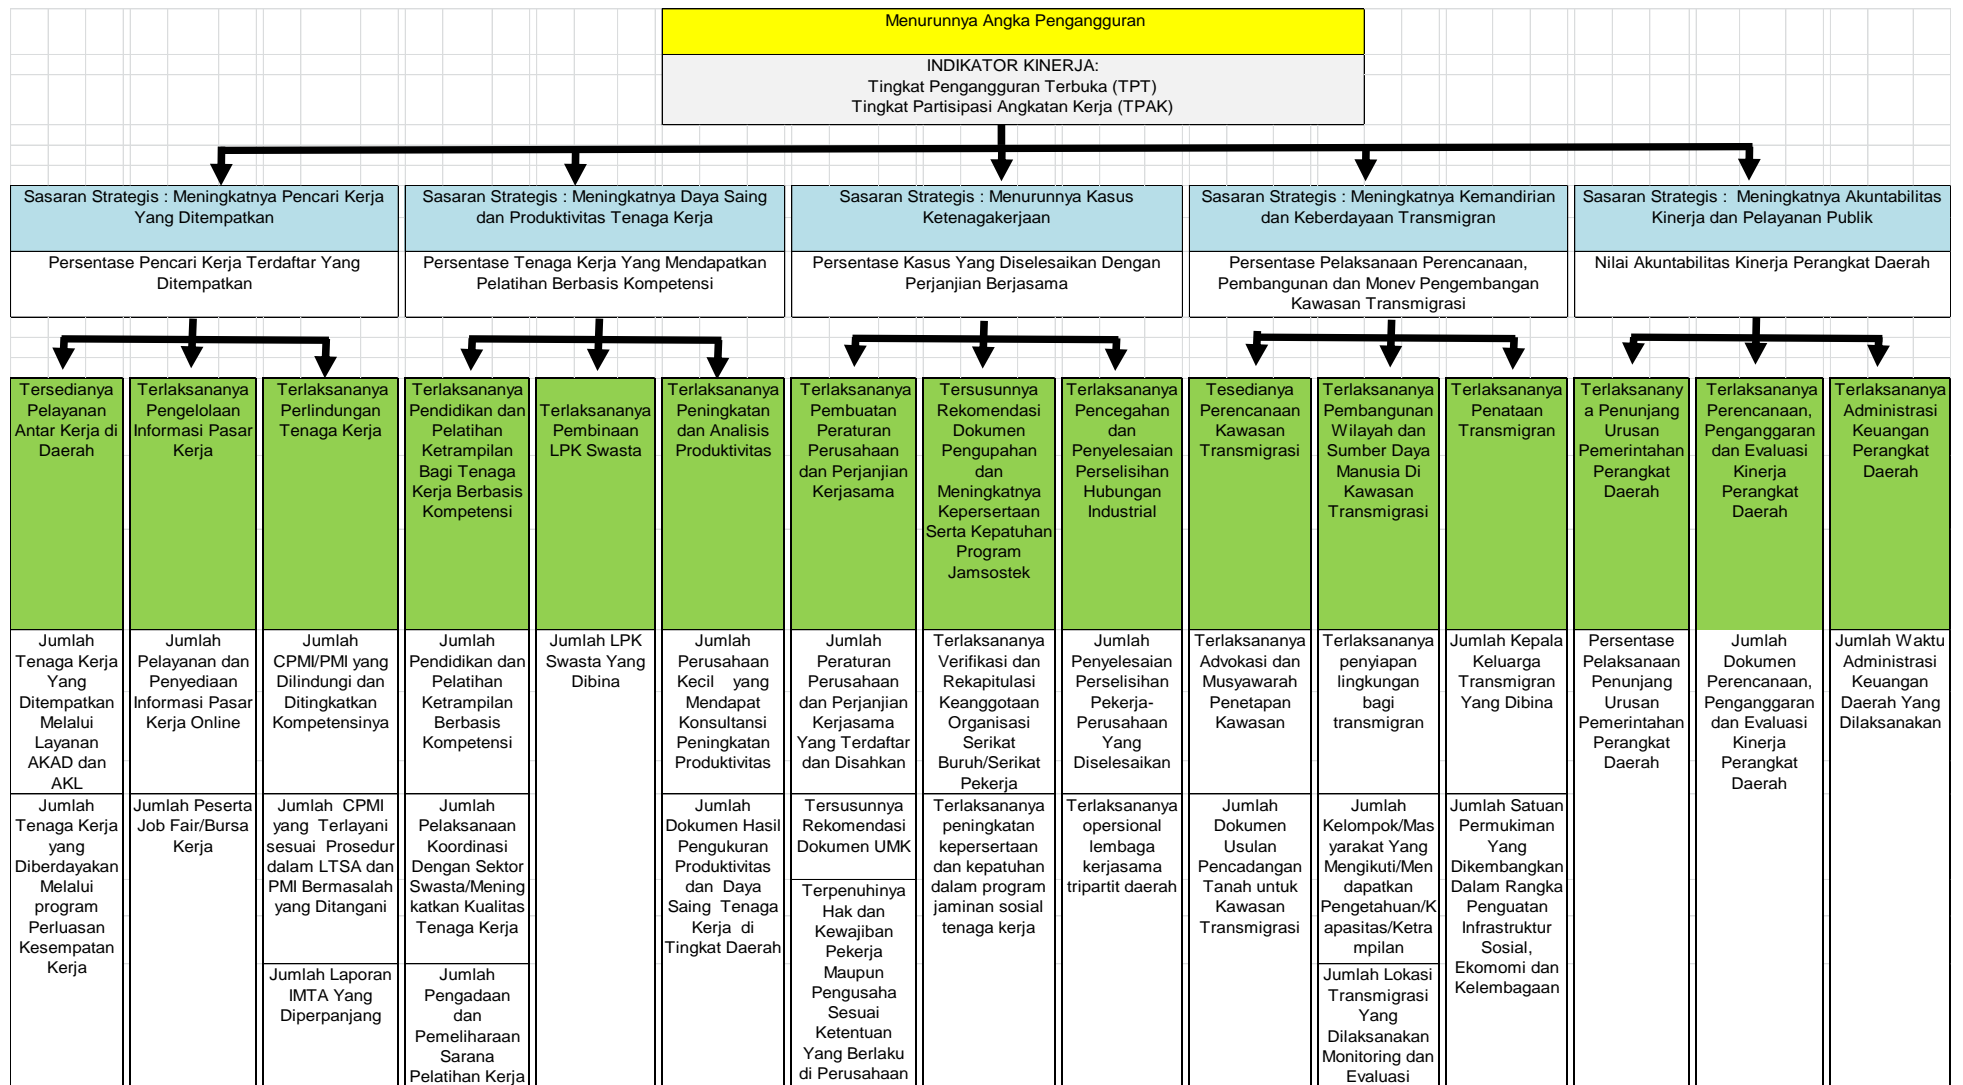 Menurunnya Angka Pengangguran
INDIKATOR KINERJA:
Tingkat Pengangguran Terbuka (TPT)
Tingkat Partisipasi Angkatan Kerja (TPAK)
Sasaran Strategis : Meningkatnya Pencari Kerja
Yang Ditempatkan
Persentase Pencari Kerja Terdaftar Yang
Ditempatkan
Sasaran Strategis : Meningkatnya Daya Saing
dan Produktivitas Tenaga Kerja
Persentase Tenaga Kerja Yang Mendapatkan
Pelatihan Berbasis Kompetensi
Sasaran Strategis : Menurunnya Kasus
Ketenagakerjaan
Persentase Kasus Yang Diselesaikan Dengan
Perjanjian Berjasama
Sasaran Strategis : Meningkatnya Kemandirian
dan Keberdayaan Transmigran
Persentase Pelaksanaan Perencanaan,
Pembangunan dan Monev Pengembangan
Kawasan Transmigrasi
Sasaran Strategis :  Meningkatnya Akuntabilitas
Kinerja dan Pelayanan Publik
Nilai Akuntabilitas Kinerja Perangkat Daerah
Tersedianya
Pelayanan
Antar Kerja di
Daerah
Jumlah
Tenaga Kerja
Yang
Ditempatkan
Melalui
Layanan
AKAD dan
AKL
Jumlah
Tenaga Kerja
yang
Diberdayakan
Melalui
program
Perluasan
Kesempatan
Kerja
Terlaksananya
Pengelolaan
Informasi Pasar
Kerja
Jumlah
Pelayanan dan
Penyediaan
Informasi Pasar
Kerja Online
Jumlah Peserta
Job Fair/Bursa
Kerja
Terlaksananya
Perlindungan
Tenaga Kerja
Jumlah
CPMI/PMI yang
Dilindungi dan
Ditingkatkan
Kompetensinya
Jumlah CPMI
yang Terlayani
sesuai Prosedur
dalam LTSA dan
PMI Bermasalah
yang Ditangani
Jumlah Laporan
IMTA Yang
Diperpanjang
Terlaksananya
Pendidikan dan
Pelatihan
Ketrampilan
Bagi Tenaga
Kerja Berbasis
Kompetensi
Jumlah
Pendidikan dan
Pelatihan
Ketrampilan
Berbasis
Kompetensi
Jumlah
Pelaksanaan
Koordinasi
Dengan Sektor
Swasta/Mening
katkan Kualitas
Tenaga Kerja
Jumlah
Pengadaan
dan
Pemeliharaan
Sarana
Pelatihan Kerja
Terlaksananya
Pembinaan
LPK Swasta
Jumlah LPK
Swasta Yang
Dibina
Terlaksananya
Peningkatan
dan Analisis
Produktivitas
Jumlah
Perusahaan
Kecil yang
Mendapat
Konsultansi
Peningkatan
Produktivitas
Jumlah
Dokumen Hasil
Pengukuran
Produktivitas
dan Daya
Saing Tenaga
Kerja di
Tingkat Daerah
Terlaksananya
Pembuatan
Peraturan
Perusahaan
dan Perjanjian
Kerjasama
Jumlah
Peraturan
Perusahaan
dan Perjanjian
Kerjasama
Yang Terdaftar
dan Disahkan
Tersusunnya
Rekomendasi
Dokumen UMK
Terpenuhinya
Hak dan
Kewajiban
Pekerja
Maupun
Pengusaha
Sesuai
Ketentuan
Yang Berlaku
di Perusahaan
Tersusunnya
Rekomendasi
Dokumen
Pengupahan
dan
Meningkatnya
Kepersertaan
Serta Kepatuhan
Program
Jamsostek
Terlaksananya
Verifikasi dan
Rekapitulasi
Keanggotaan
Organisasi
Serikat
Buruh/Serikat
Pekerja
Terlaksananya
peningkatan
kepersertaan
dan kepatuhan
dalam program
jaminan sosial
tenaga kerja
Terlaksananya
Pencegahan
dan
Penyelesaian
Perselisihan
Hubungan
Industrial
Jumlah
Penyelesaian
Perselisihan
Pekerja-
Perusahaan
Yang
Diselesaikan
Terlaksananya
opersional
lembaga
kerjasama
tripartit daerah
Tesedianya
Perencanaan
Kawasan
Transmigrasi
Terlaksananya
Advokasi dan
Musyawarah
Penetapan
Kawasan
Jumlah
Dokumen
Usulan
Pencadangan
Tanah untuk
Kawasan
Transmigrasi
Terlaksananya
Pembangunan
Wilayah dan
Sumber Daya
Manusia Di
Kawasan
Transmigrasi
Terlaksananya
penyiapan
lingkungan
bagi
transmigran
Jumlah
Kelompok/Mas
yarakat Yang
Mengikuti/Men
dapatkan
Pengetahuan/K
apasitas/Ketra
mpilan
Jumlah Lokasi
Transmigrasi
Yang
Dilaksanakan
Monitoring dan
Evaluasi
Terlaksananya
Penataan
Transmigran
Jumlah Kepala
Keluarga
Transmigran
Yang Dibina
Jumlah Satuan
Permukiman
Yang
Dikembangkan
Dalam Rangka
Penguatan
Infrastruktur
Sosial,
Ekomomi dan
Kelembagaan
Terlaksanany
a Penunjang
Urusan
Pemerintahan
Perangkat
Daerah
Persentase
Pelaksanaan
Penunjang
Urusan
Pemerintahan
Perangkat
Daerah
Terlaksananya
Perencanaan,
Penganggaran
dan Evaluasi
Kinerja
Perangkat
Daerah
Jumlah
Dokumen
Perencanaan,
Penganggaran
dan Evaluasi
Kinerja
Perangkat
Daerah
Terlaksananya
Administrasi
Keuangan
Perangkat
Daerah
Jumlah Waktu
Administrasi
Keuangan
Daerah Yang
Dilaksanakan